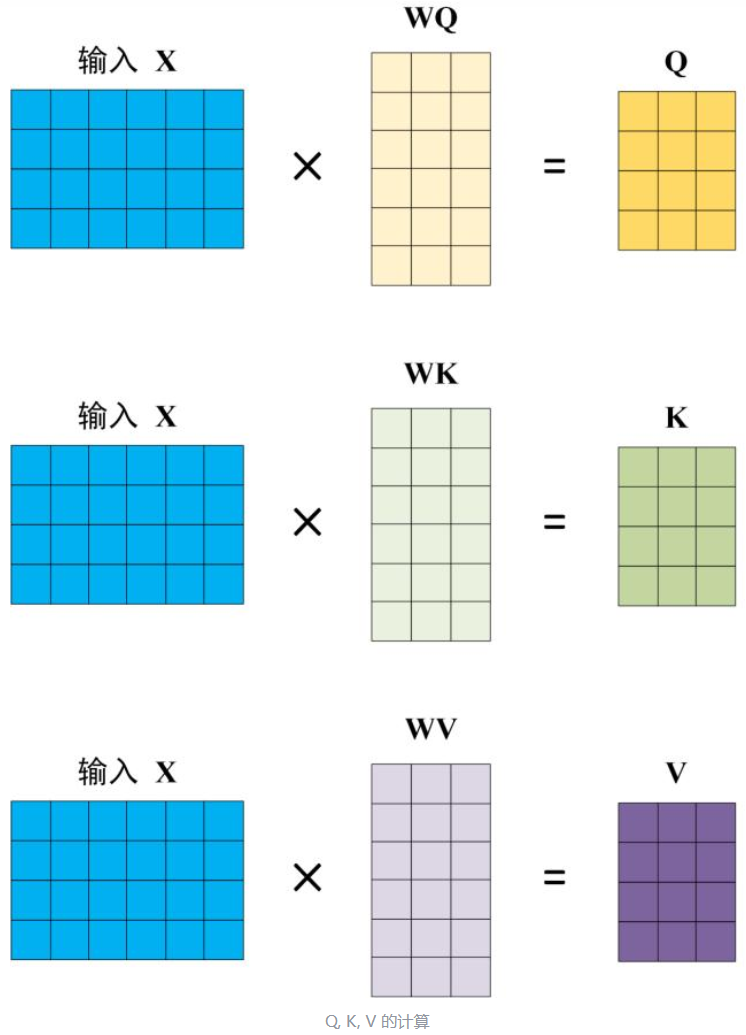 WQ
输入 X
Q
×
=
WK
输入 X
K
×
=
WV
输入 X
V
×
=
Q, K, V 的计算